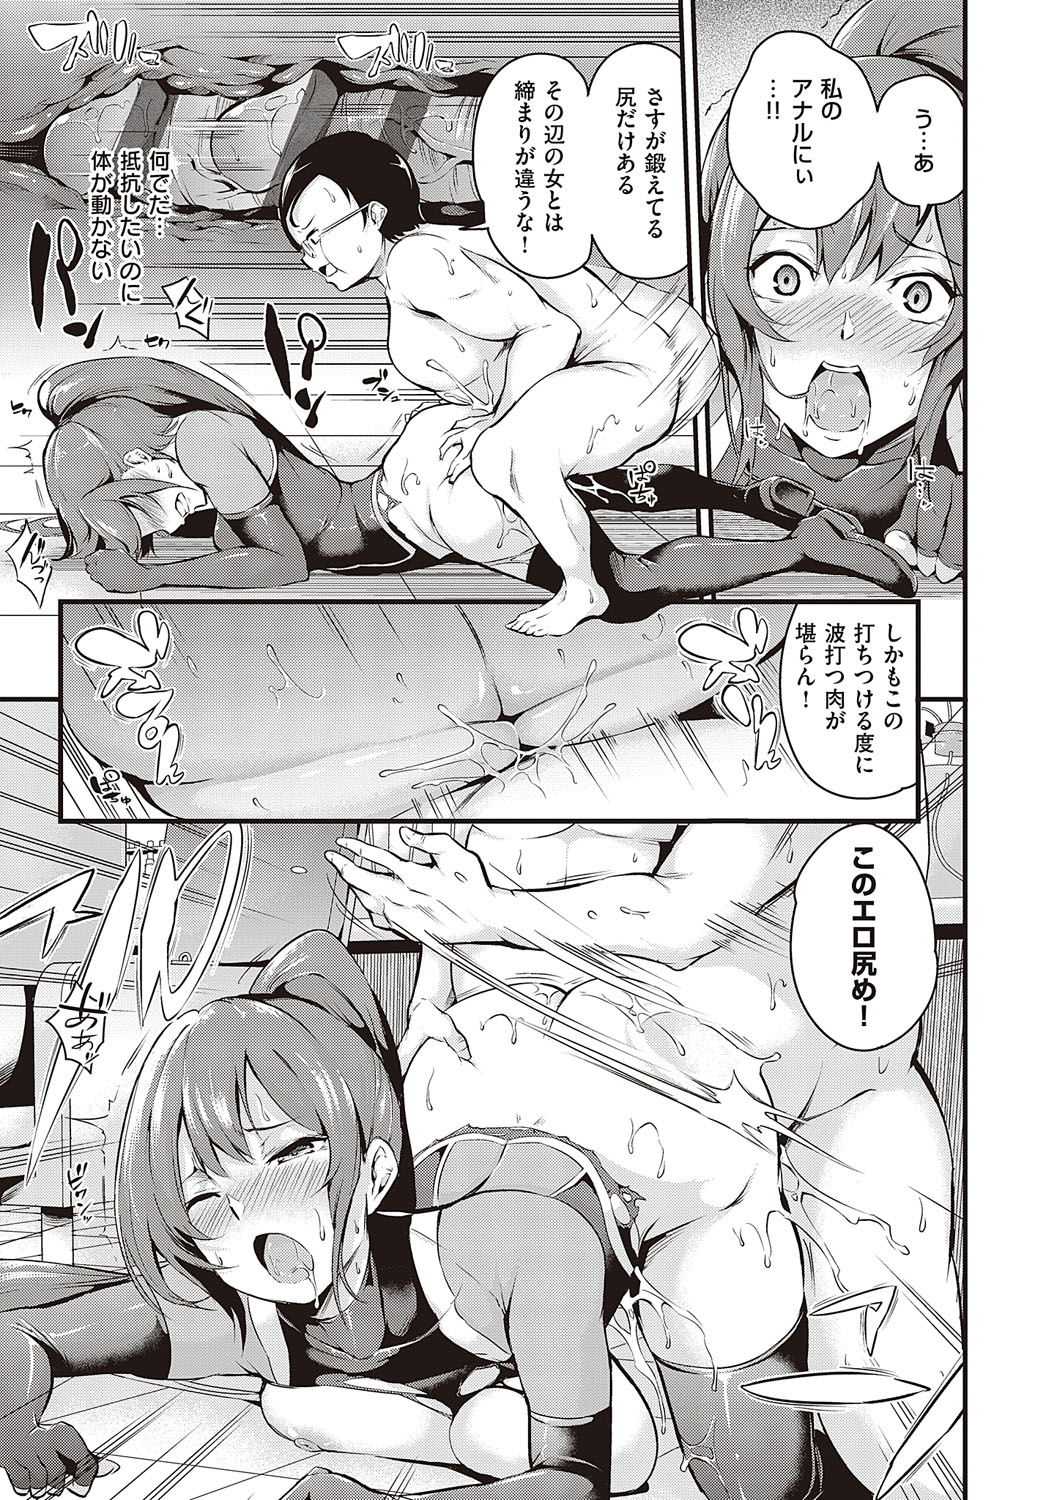 う…あ
私の
アナルにぃ
…!!
さすが鍛えてる
尻だけある
その辺の女とは
締まりが違うな！
何でだ…
抵抗したいのに
体が動かない
しかもこの
打ちつける度に
波打つ肉が
堪らん！
このエロ尻め！